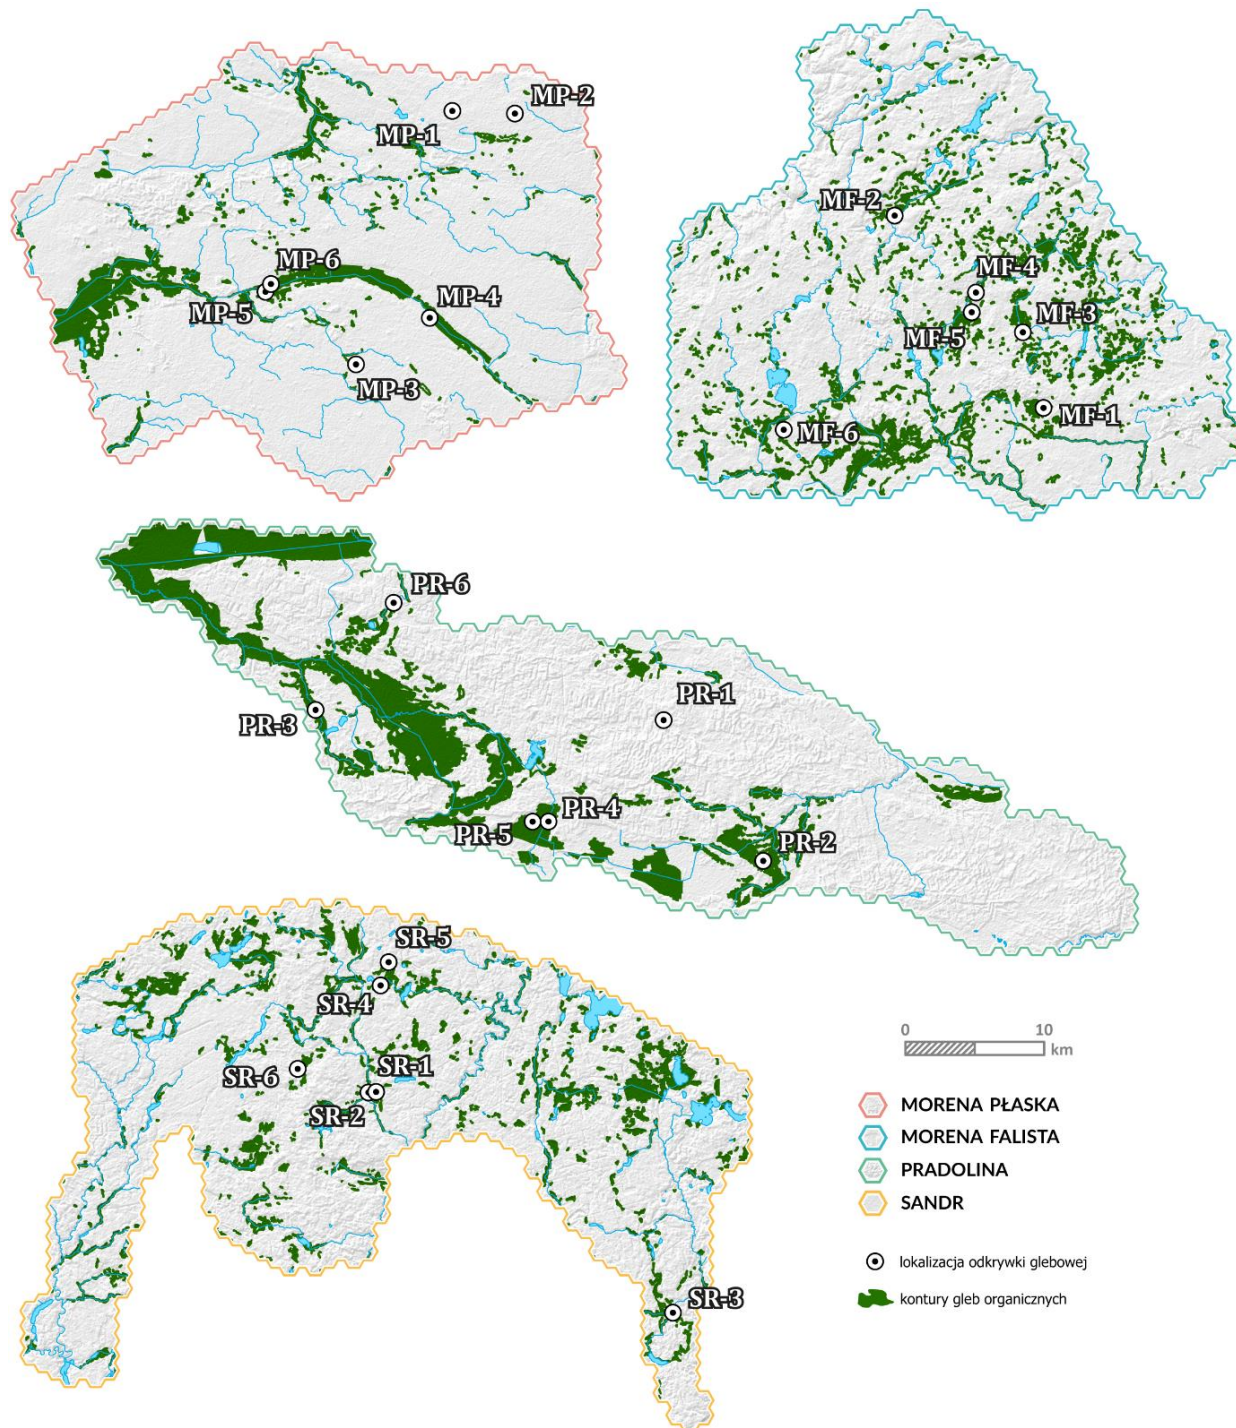 MP-1
MP-2
MP-6
MP-5
MP-4
MP-3
MF-2
MF-4
MF-5
MF-3
MF-1
MF-6
PR-6
PR-1
PR-3
PR-5
PR-4
PR-2
SR-5
SR-4
SR-1
SR-6
SR-2
SR-3
0 10
km
MORENA PŁASKA
MORENA FALISTA
PRADOLINA
SANDR
lokalizacja odkrywki glebowej
kontury gleb organicznych